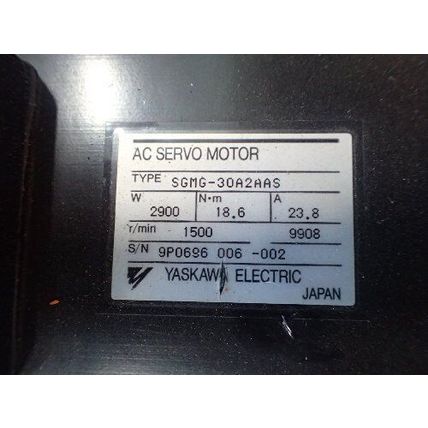 AC SERVO MOTOR
TYPE SGMG-30A2AAS
W N·m A
2900 18.6 23.8
r/min 1500 9908
S/N 9P0696 006-002
YASKAWA ELECTRIC
JAPAN